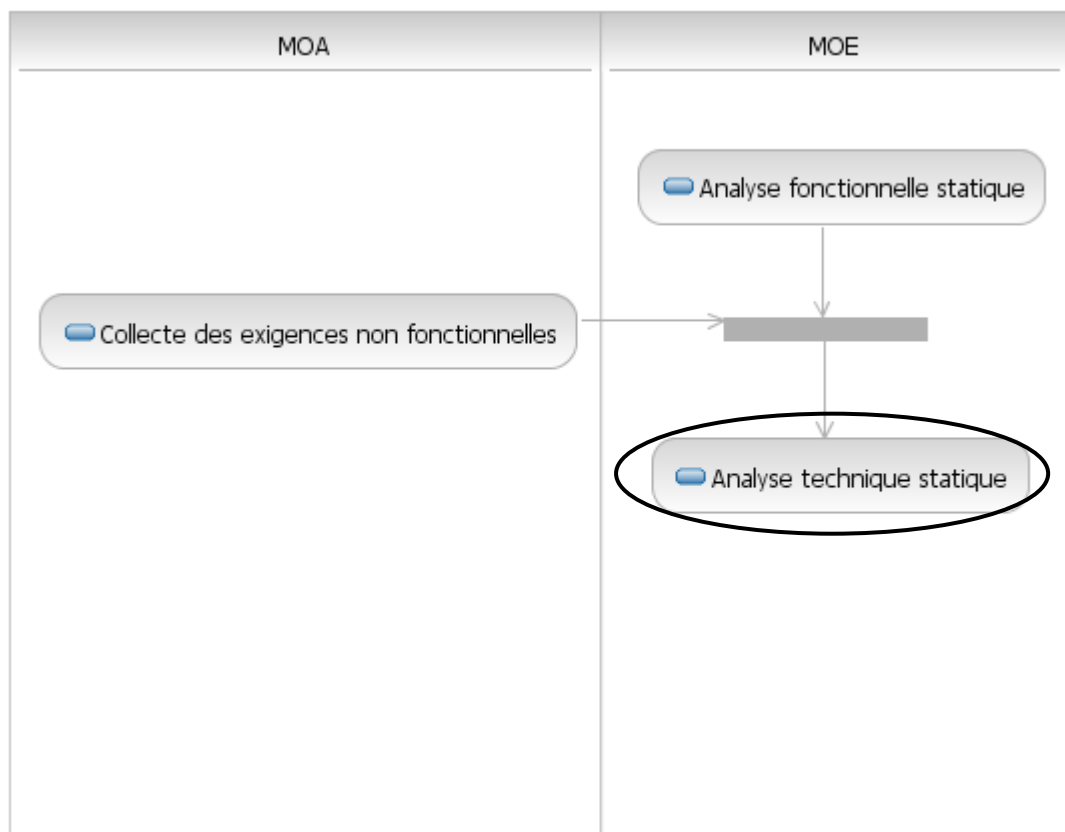 MOA
MOE
Analyse fonctionnelle statique
Collecte des exigences non fonctionnelles
Analyse technique statique